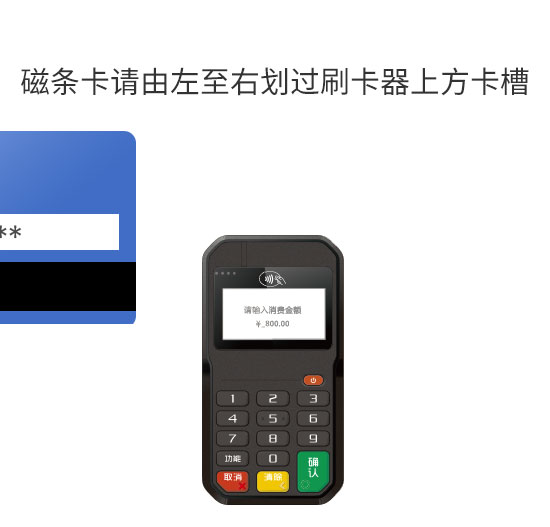 磁条卡请由左至右划过刷卡器上方卡槽
**
请输入消费金额
¥_800.00
1 2 3
4 5 6
7 8 9
功能 0 确认
取消 清除